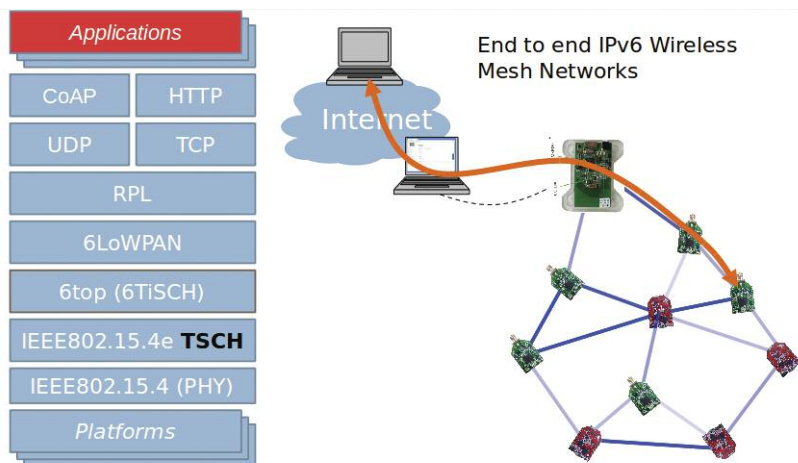 Applications
CoAP
HTTP
UDP
TCP
RPL
6LoWPAN
6top (6TiSCH)
IEEE802.15.4e TSCH
IEEE802.15.4 (PHY)
Platforms
End to end IPv6 Wireless
Mesh Networks
Internet